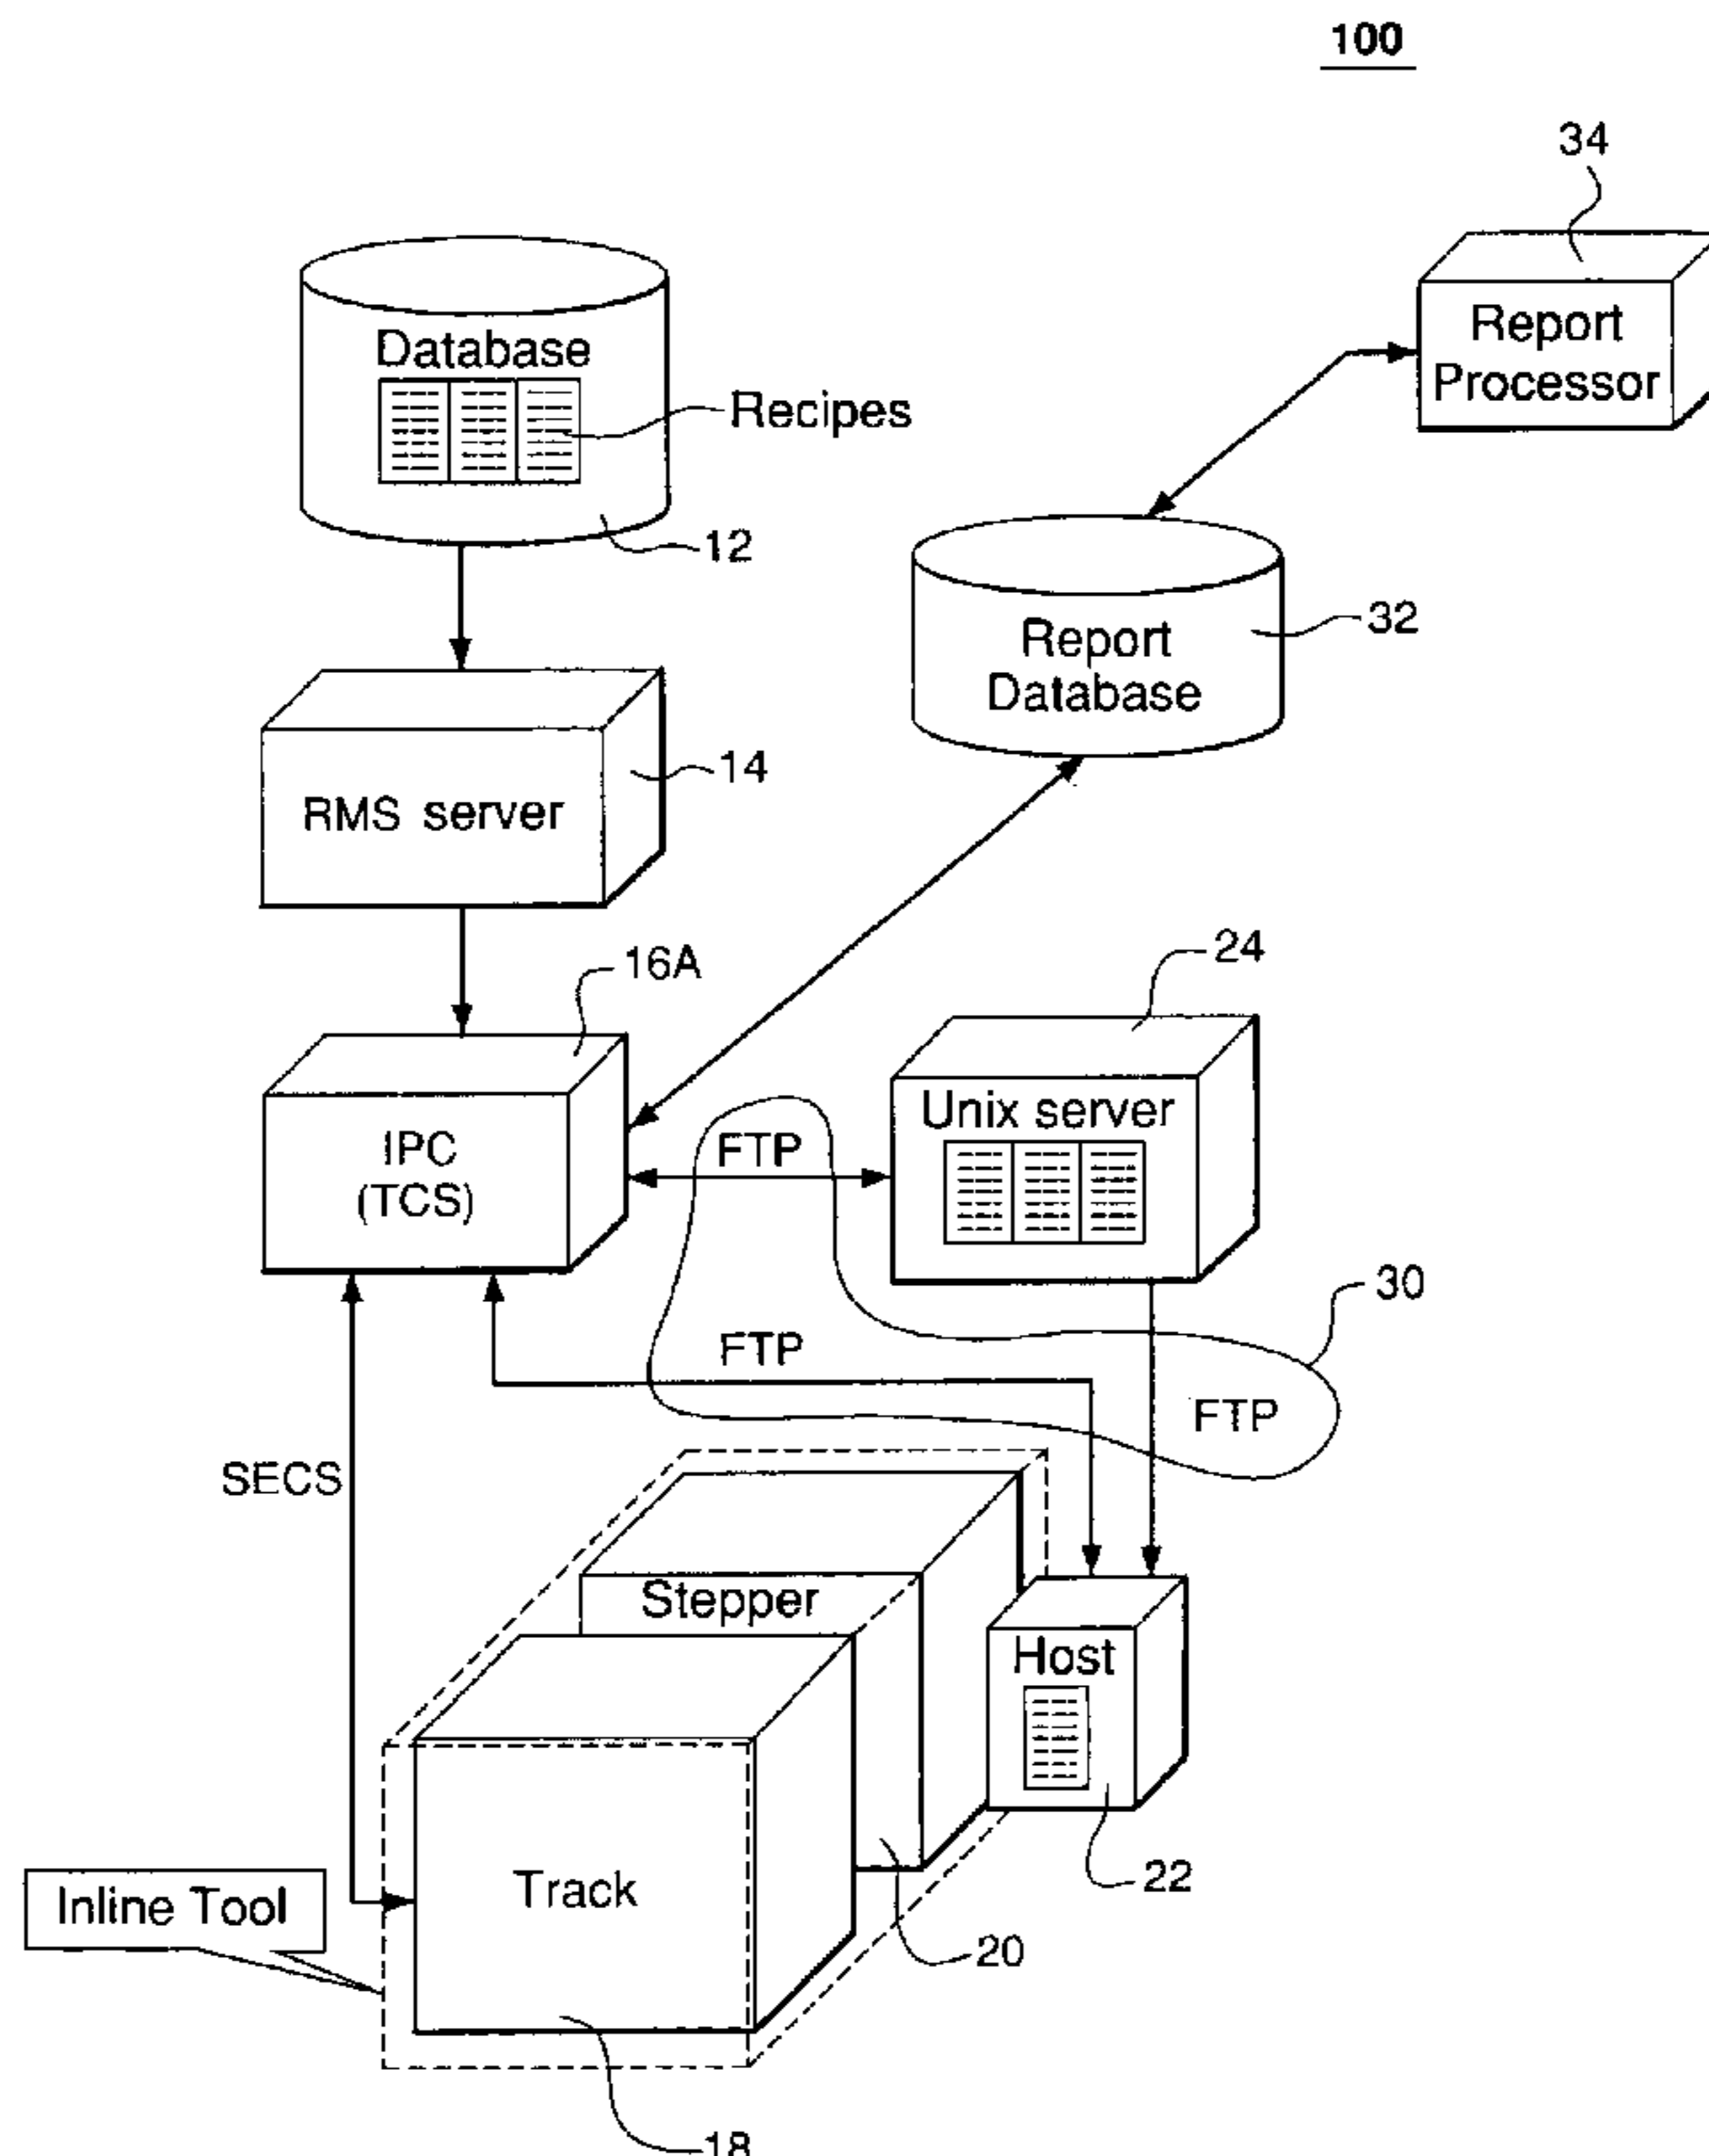 100
34
Report
Processor
Database
Recipes
12
Report
Database
32
RMS server
14
16A
24
IPC
(TCS)
FTP
Unix server
30
FTP
FTP
SECS
Stepper
Host
22
Track
Inline Tool
20
18